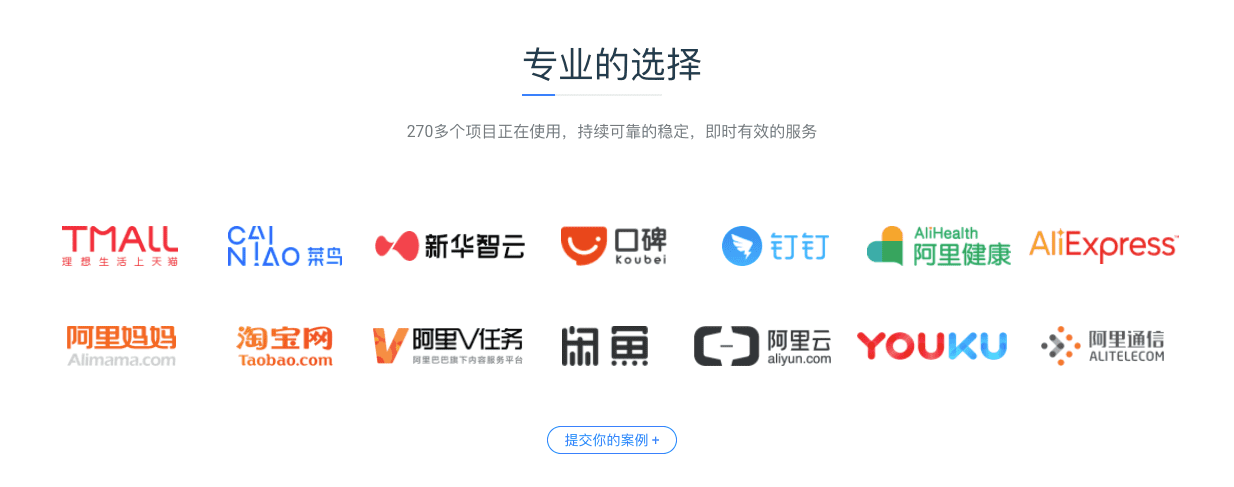 专业的选择
270多个项目正在使用，持续可靠的稳定，即时有效的服务
TMALL
理想生活上天猫
CAI
NIAO 菜鸟
新华智云
口碑
Koubei
钉钉
AliHealth
阿里健康
AliExpress™
阿里妈妈
Alimama.com
淘宝网
Taobao.com
阿里V任务
阿里巴巴旗下内容服务平台
闲鱼
阿里云
aliyun.com
YOUKU
阿里通信
ALITELECOM
提交你的案例 +